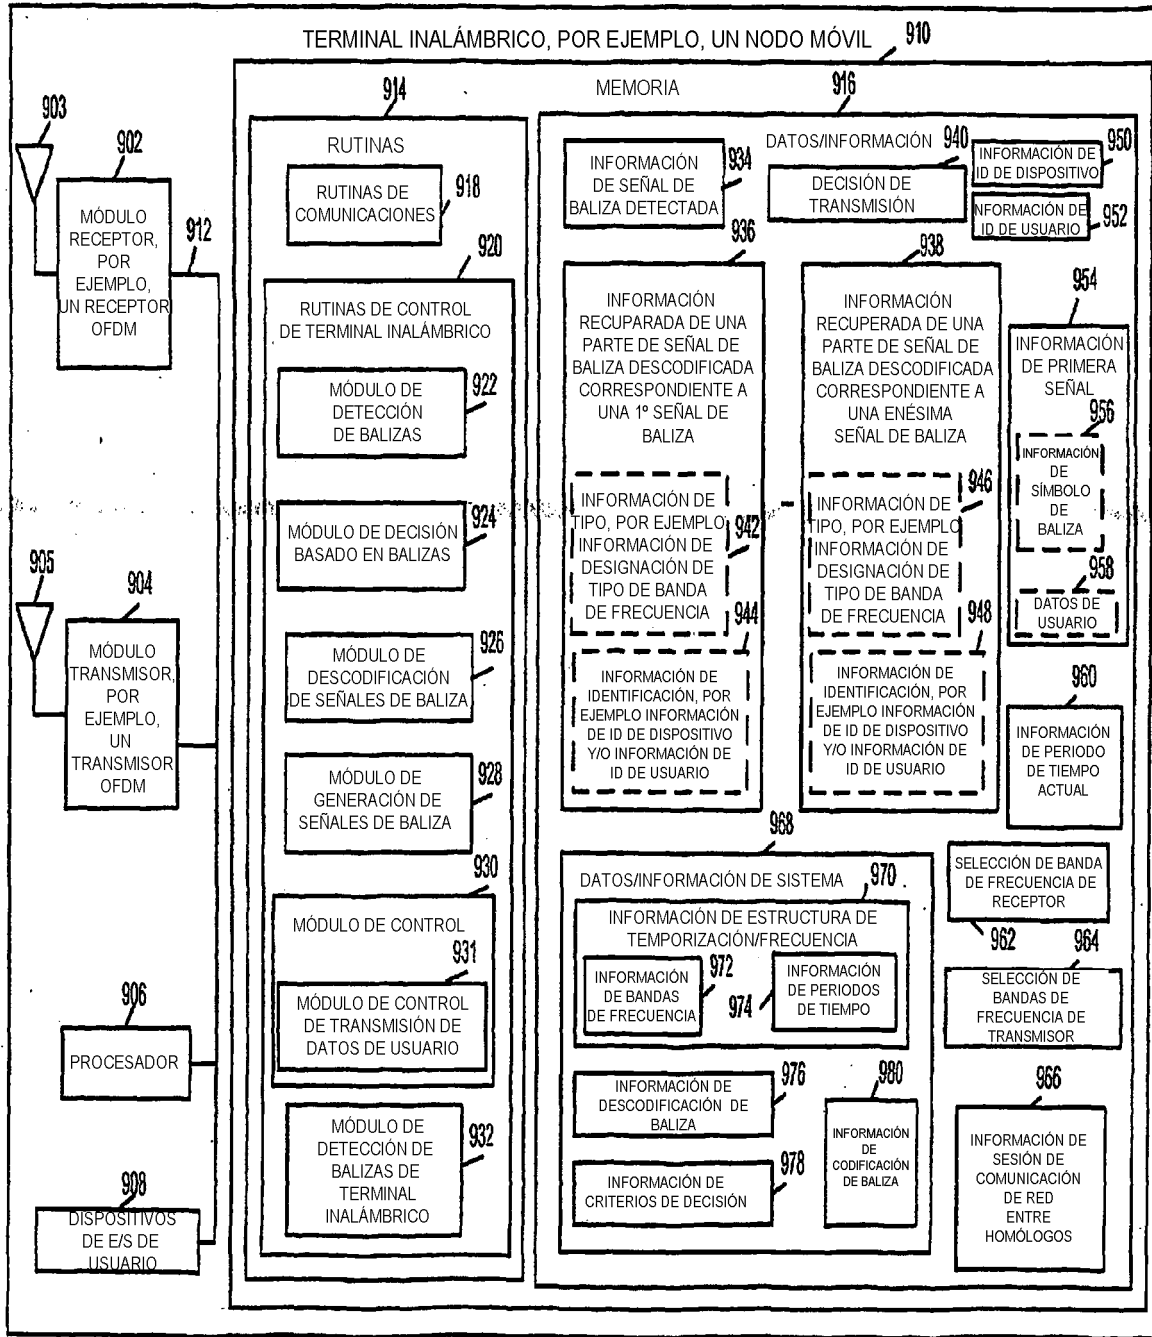 TERMINAL INALÁMBRICO, POR EJEMPLO, UN NODO MÓVIL
910
MEMORIA
903
902
MÓDULO
RECEPTOR,
POR
EJEMPLO,
UN RECEPTOR
OFDM
912
905
904
MÓDULO
TRANSMISOR,
POR
EJEMPLO,
UN
TRANSMISOR
OFDM
906
PROCESADOR
908
DISPOSITIVOS
DE E/S DE
USUARIO
914
RUTINAS
RUTINAS DE
COMUNICACIONES
918
920
RUTINAS DE CONTROL
DE TERMINAL INALÁMBRICO
MÓDULO DE
DETECCIÓN
DE BALIZAS
922
MÓDULO DE DECISIÓN
BASADO EN BALIZAS
924
MÓDULO DE
DESCODIFICACIÓN
DE SEÑALES DE BALIZA
926
MÓDULO DE
GENERACIÓN DE
SEÑALES DE BALIZA
928
930
MÓDULO DE CONTROL
931
MÓDULO DE CONTROL
DE TRANSMISIÓN DE
DATOS DE USUARIO
MÓDULO DE
DETECCIÓN DE
BALIZAS DE
TERMINAL
INALÁMBRICO
932
916
DATOS/INFORMACIÓN
INFORMACIÓN
DE SEÑAL DE
BALIZA DETECTADA
934
940
DECISIÓN DE
TRANSMISIÓN
INFORMACIÓN DE
ID DE DISPOSITIVO
950
NFORMACIÓN DE
ID DE USUARIO
952
936
INFORMACIÓN
RECUPARADA DE UNA
PARTE DE SEÑAL DE
BALIZA DESCODIFICADA
CORRESPONDIENTE A
UNA 1º SEÑAL DE
BALIZA
INFORMACIÓN DE
TIPO, POR EJEMPLO
INFORMACIÓN DE
DESIGNACIÓN DE
TIPO DE BANDA
DE FRECUENCIA
942
944
INFORMACIÓN DE
IDENTIFICACIÓN, POR
EJEMPLO INFORMACIÓN
DE ID DE DISPOSITIVO
Y/O INFORMACIÓN DE
ID DE USUARIO
938
INFORMACIÓN
RECUPERADA DE UNA
PARTE DE SEÑAL DE
BALIZA DESCODIFICADA
CORRESPONDIENTE A
UNA ENÉSIMA
SEÑAL DE BALIZA
INFORMACIÓN DE
TIPO, POR EJEMPLO
INFORMACIÓN DE
DESIGNACIÓN DE
TIPO DE BANDA
DE FRECUENCIA
946
948
INFORMACIÓN DE
IDENTIFICACIÓN, POR
EJEMPLO INFORMACIÓN
DE ID DE DISPOSITIVO
Y/O INFORMACIÓN DE
ID DE USUARIO
954
INFORMACIÓN
DE PRIMERA
SEÑAL
956
INFORMACIÓN
DE
SÍMBOLO
DE
BALIZA
958
DATOS DE
USUARIO
960
INFORMACIÓN
DE PERIODO
DE TIEMPO
ACTUAL
SELECCIÓN DE BANDA
DE FRECUENCIA DE
RECEPTOR
962
964
SELECCIÓN DE
BANDAS DE
FRECUENCIA DE
TRANSMISOR
966
INFORMACIÓN DE
SESIÓN DE
COMUNICACIÓN
DE RED
ENTRE
HOMÓLOGOS
968
DATOS/INFORMACIÓN DE SISTEMA
970
INFORMACIÓN DE ESTRUCTURA DE
TEMPORIZACIÓN/FRECUENCIA
INFORMACIÓN
DE BANDAS
DE FRECUENCIA
972
INFORMACIÓN
DE PERIODOS
DE TIEMPO
974
INFORMACIÓN DE
DESCODIFICACIÓN DE
BALIZA
976
INFORMACIÓN DE
CRITERIOS DE DECISIÓN
978
980
INFORMACIÓN
DE
CODIFICACIÓN
DE BALIZA